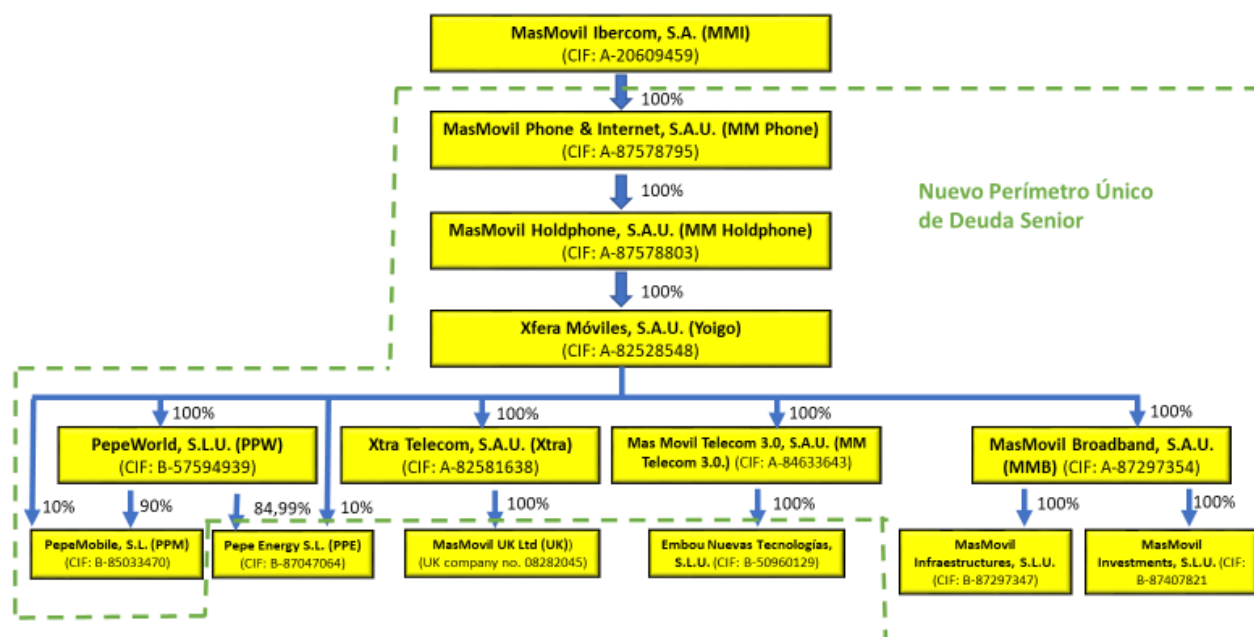 MasMovil Ibercom, S.A. (MMI)
(CIF: A-20609459)
100%
MasMovil Phone & Internet, S.A.U. (MM Phone)
(CIF: A-87578795)
100%
Nuevo Perímetro Único
de Deuda Senior
MasMovil Holdphone, S.A.U. (MM Holdphone)
(CIF: A-87578803)
100%
Xfera Móviles, S.A.U. (Yoigo)
(CIF: A-82528548)
100%
100%
100%
100%
PepeWorld, S.L.U. (PPW)
(CIF: B-57594939)
Xtra Telecom, S.A.U. (Xtra)
(CIF: A-82581638)
Mas Movil Telecom 3.0, S.A.U. (MM
Telecom 3.0.) (CIF: A-84633643)
MasMovil Broadband, S.A.U.
(MMB) (CIF: A-87297354)
10%
90%
84,99%
10%
100%
100%
100%
100%
PepeMobile, S.L. (PPM)
(CIF: B-85033470)
Pepe Energy S.L. (PPE)
(CIF: B-87047064)
MasMovil UK Ltd (UK))
(UK company no. 08282045)
Embou Nuevas Tecnologías,
S.L.U. (CIF: B-50960129)
MasMovil
Infraestructures, S.L.U.
(CIF: B-87297347)
MasMovil
Investments, S.L.U. (CIF:
B-87407821